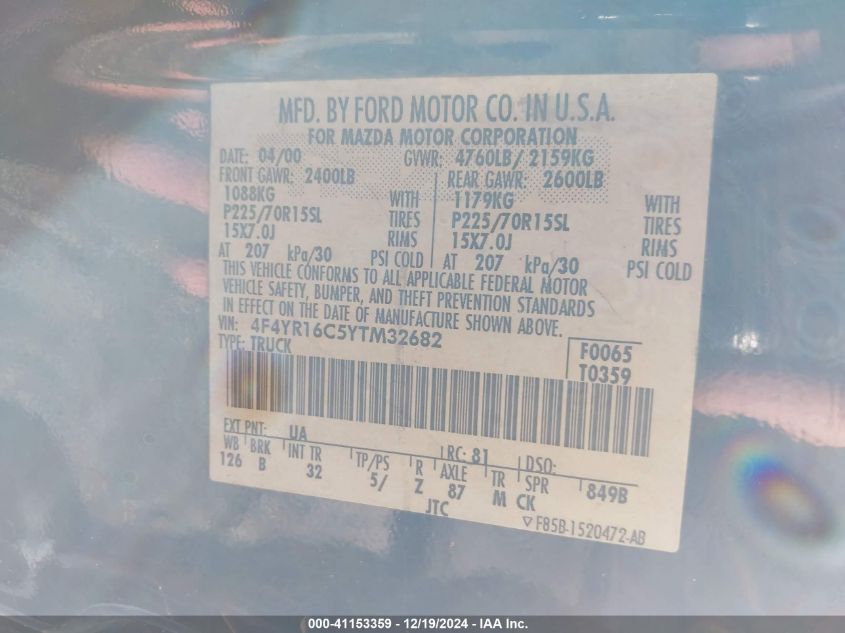 MFD. BY FORD MOTOR CO. IN U.S.A.
FOR MAZDA MOTOR CORPORATION
DATE: 04/00 GVWR: 4760LB/ 2159KG
FRONT GAWR: 2400LB REAR GAWR: 2600LB
1088KG WITH 1179KG WITH
P225/70R15SL TIRES P225/70R15SL TIRES
15X7.0J RIMS 15X7.0J RIMS
AT 207 kPa/30 PSI COLD AT 207 kPa/30 PSI COLD
THIS VEHICLE CONFORMS TO ALL APPLICABLE FEDERAL MOTOR
VEHICLE SAFETY, BUMPER, AND THEFT PREVENTION STANDARDS
IN EFFECT ON THE DATE OF MANUFACTURE SHOWN ABOVE.
VIN: 4F4YR16C5YTM32682 F0065
TYPE: TRUCK T0359
EXT PNT: UA RC: 81 DSO:
WB BRK INT TR TP/PS R AXLE TR SPR 849B
126 B 32 5/ Z 87 M CK
JTC
▽ F85B-1520472-AB
000-41153359 - 12/19/2024 - IAA Inc.